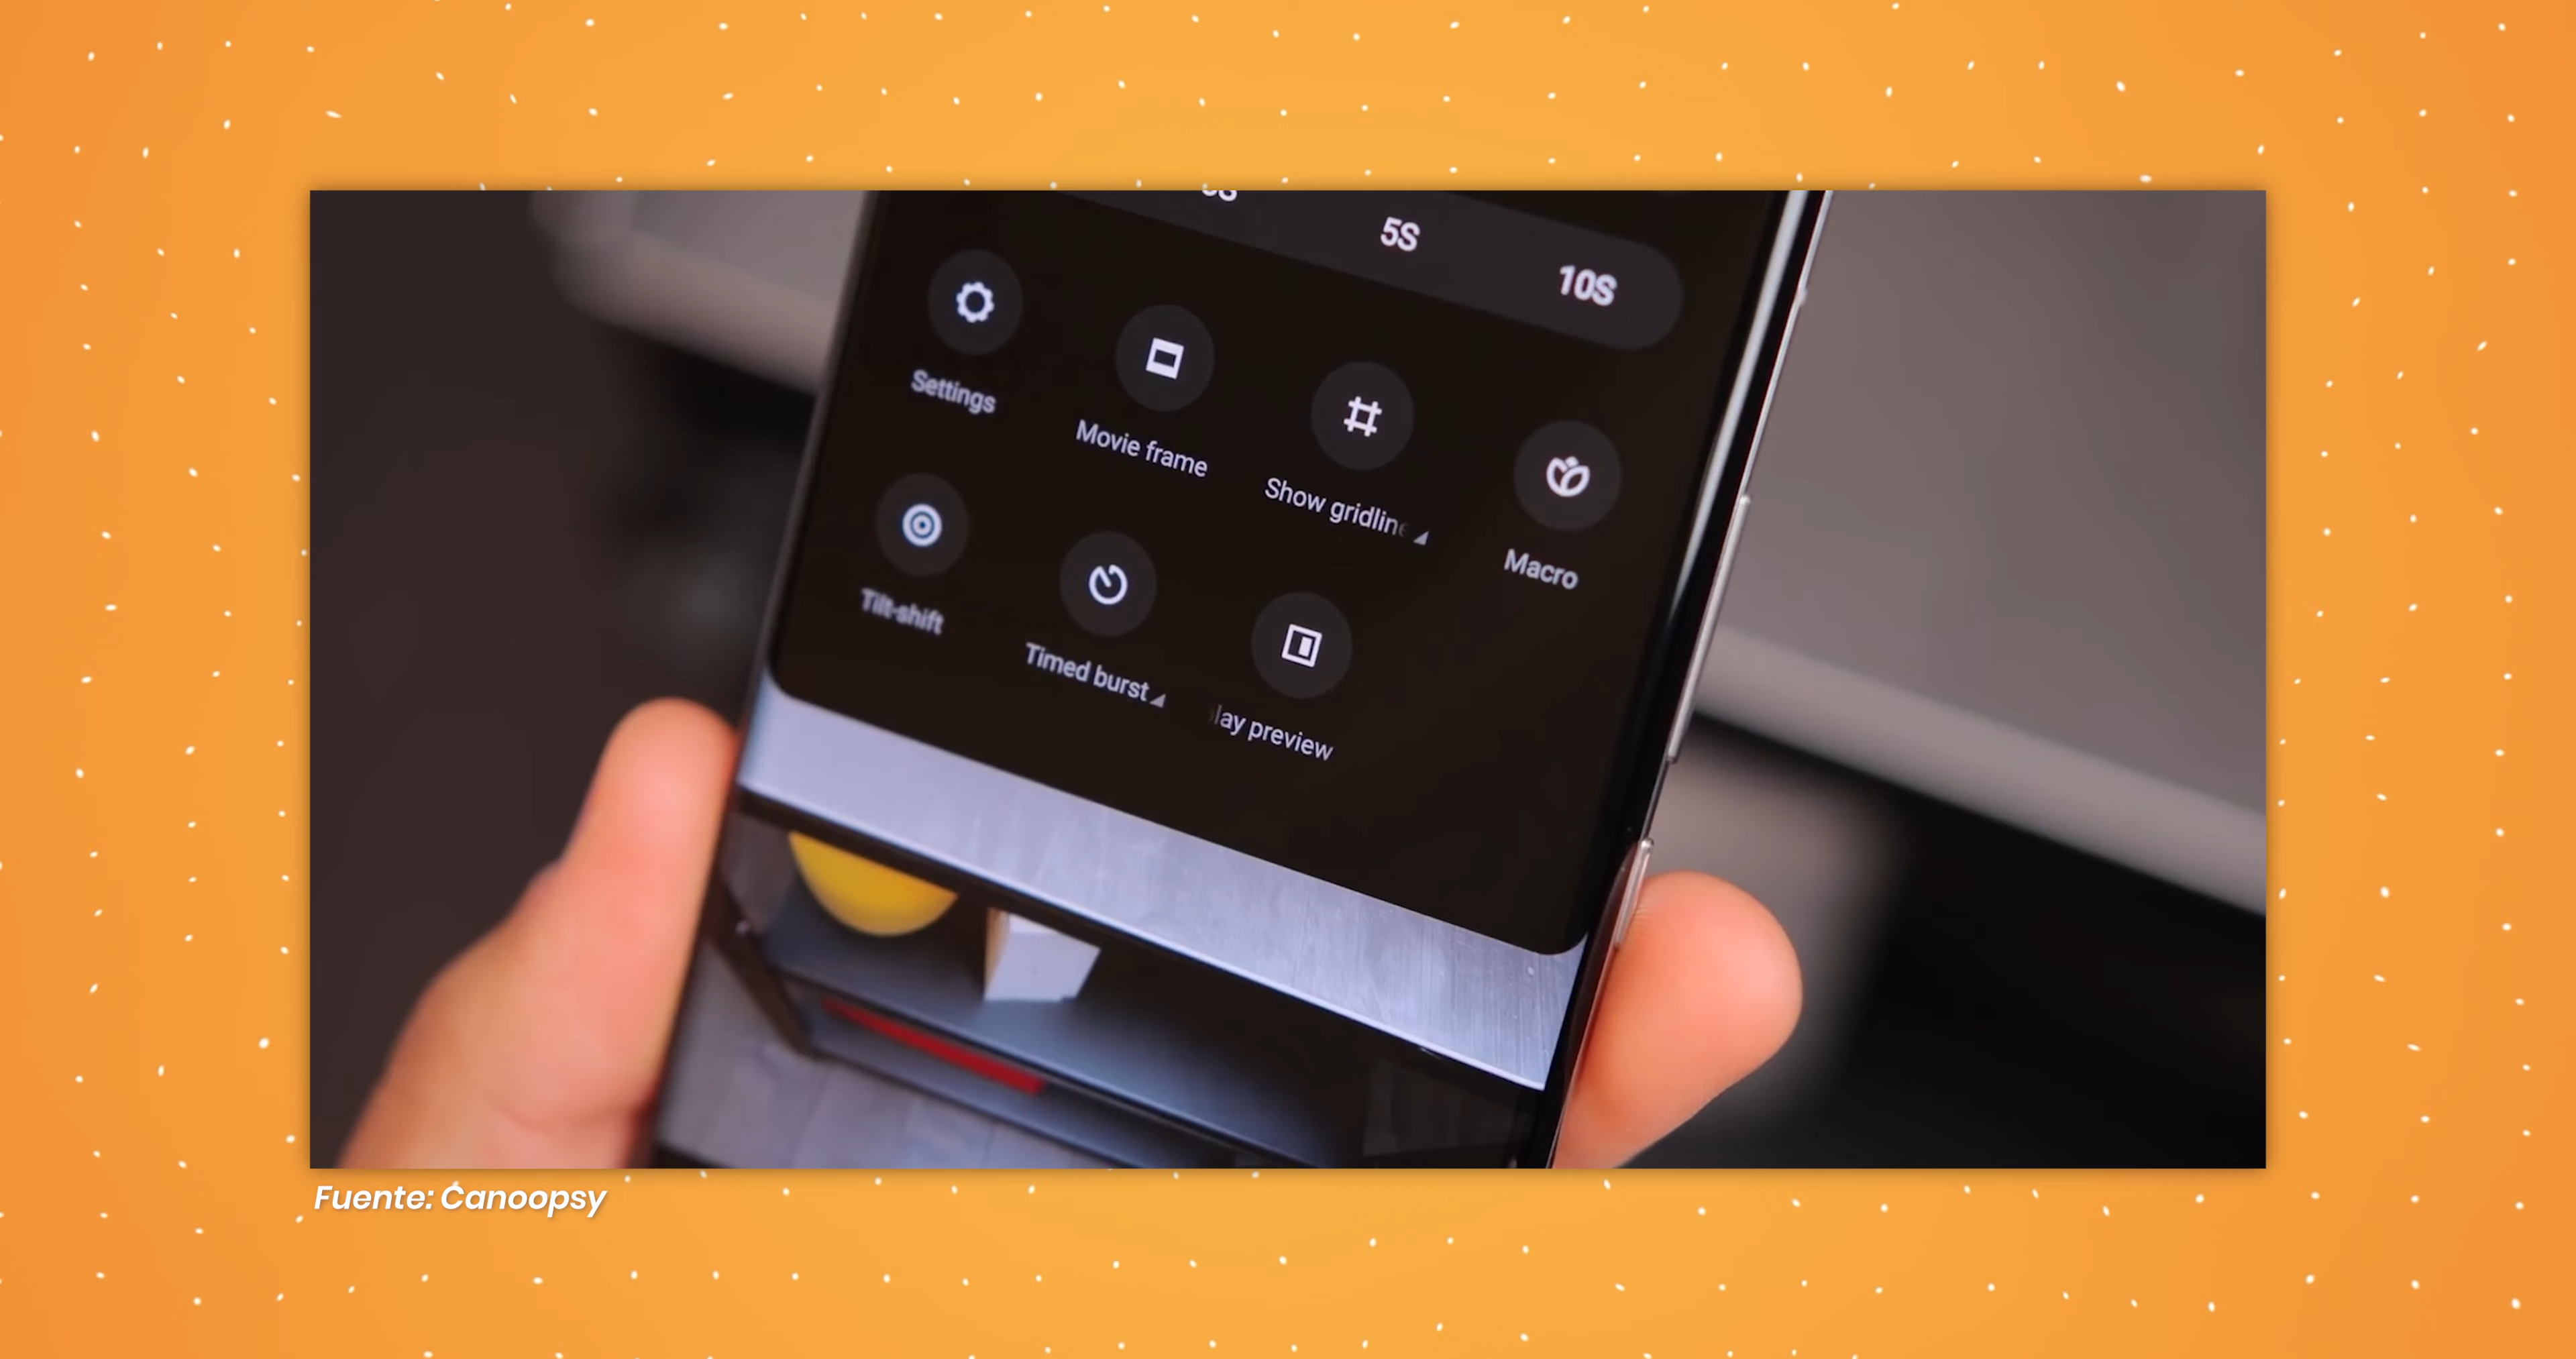 5S
10S
Settings
Movie frame
Show gridline
Macro
Tilt-shift
Timed burst
lay preview
Fuente: Canoopsy